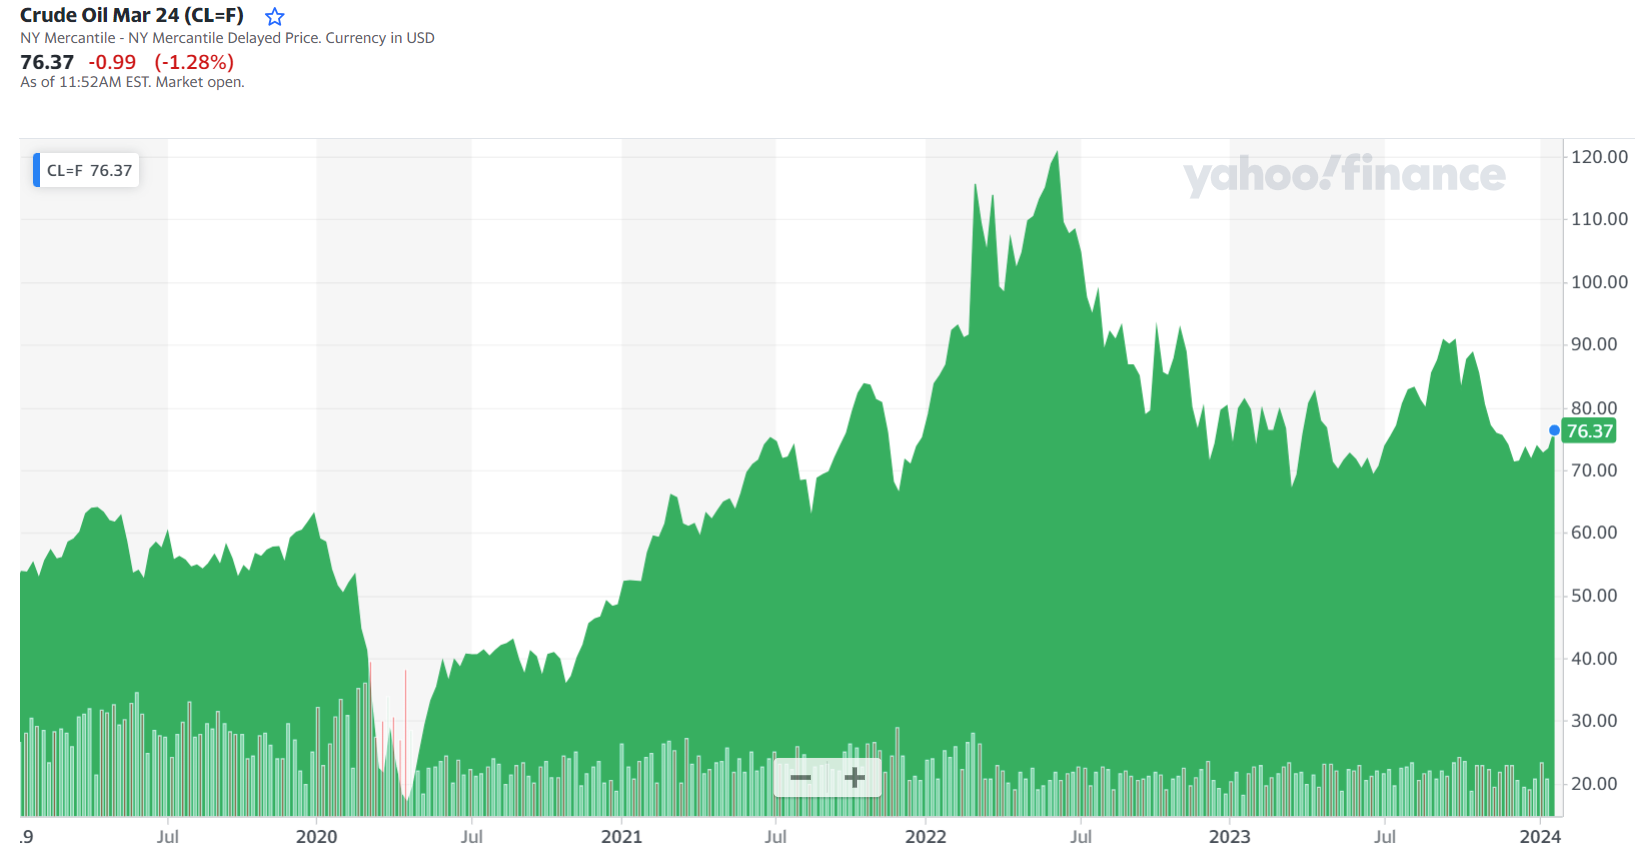 Crude Oil Mar 24 (CL=F)
NY Mercantile - NY Mercantile Delayed Price. Currency in USD
76.37 -0.99 (-1.28%)
As of 11:52AM EST. Market open.
CL=F 76.37
yahoo!finance
120.00
110.00
100.00
90.00
80.00
76.37
70.00
60.00
50.00
40.00
30.00
20.00
− +
.9 Jul 2020 Jul 2021 Jul 2022 Jul 2023 Jul 2024